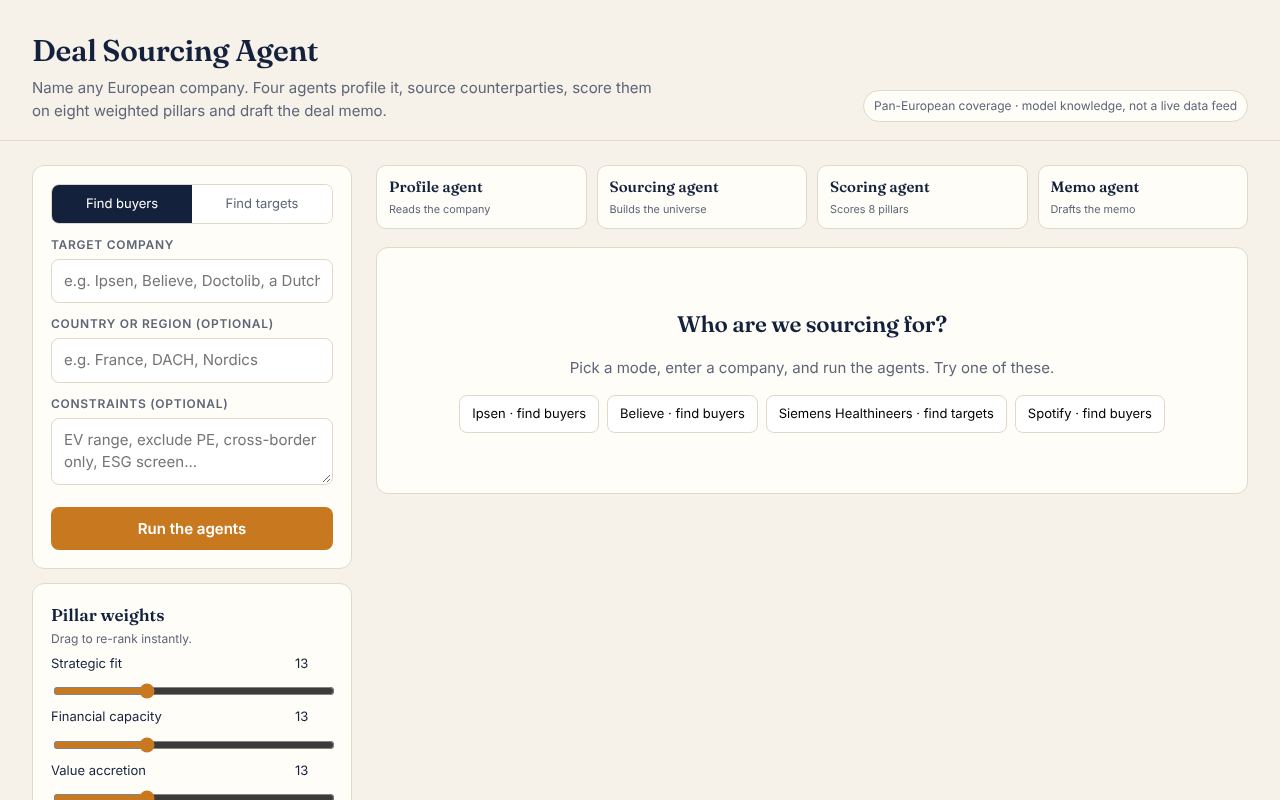 Deal Sourcing Agent
Name any European company. Four agents profile it, source counterparties, score them
on eight weighted pillars and draft the deal memo.
Pan-European coverage · model knowledge, not a live data feed
Find buyers
Find targets
TARGET COMPANY
e.g. Ipsen, Believe, Doctolib, a Dutch
COUNTRY OR REGION (OPTIONAL)
e.g. France, DACH, Nordics
CONSTRAINTS (OPTIONAL)
EV range, exclude PE, cross-border
only, ESG screen...
Run the agents
Pillar weights
Drag to re-rank instantly.
Strategic fit 13
Financial capacity 13
Value accretion 13
Profile agent
Reads the company
Sourcing agent
Builds the universe
Scoring agent
Scores 8 pillars
Memo agent
Drafts the memo
Who are we sourcing for?
Pick a mode, enter a company, and run the agents. Try one of these.
Ipsen · find buyers
Believe · find buyers
Siemens Healthineers · find targets
Spotify · find buyers